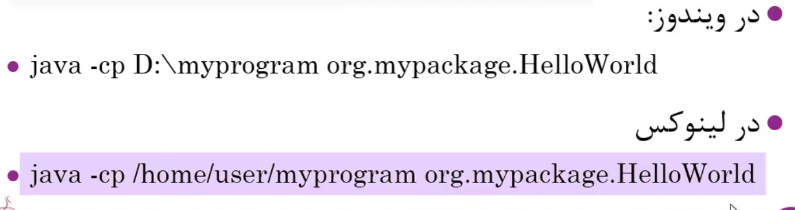 در ویندوز:
java -cp D:\myprogram org.mypackage.HelloWorld
در لینوکس
java -cp /home/user/myprogram org.mypackage.HelloWorld